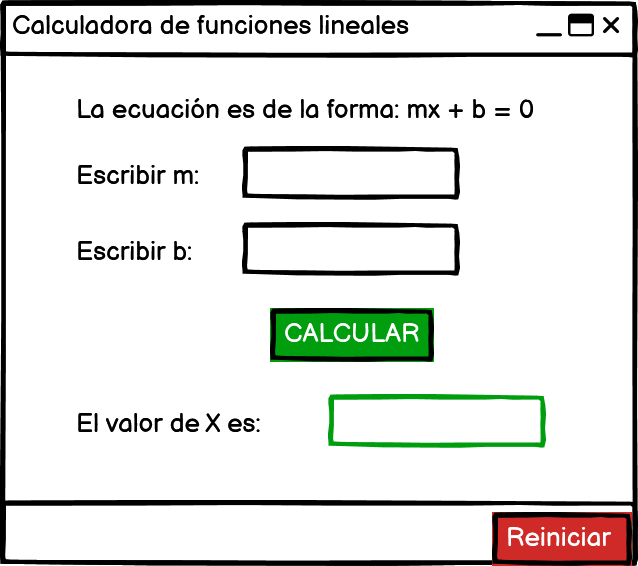 Calculadora de funciones lineales
La ecuación es de la forma: mx + b = 0
Escribir m:
Escribir b:
CALCULAR
El valor de X es:
Reiniciar